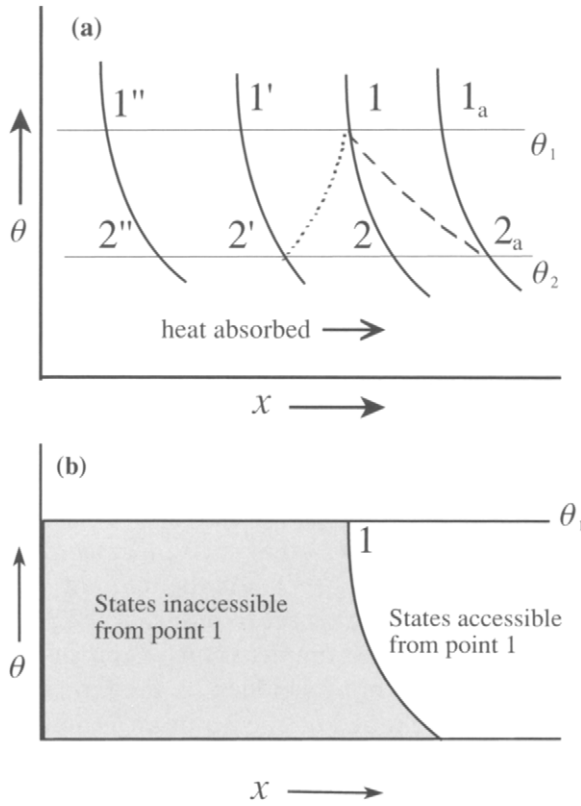 (a)
1" 1' 1 1a
θ1
θ
2" 2' 2 2a
θ2
heat absorbed
x
(b)
θ1
1
States inaccessible
from point 1
States accessible
from point 1
θ
x